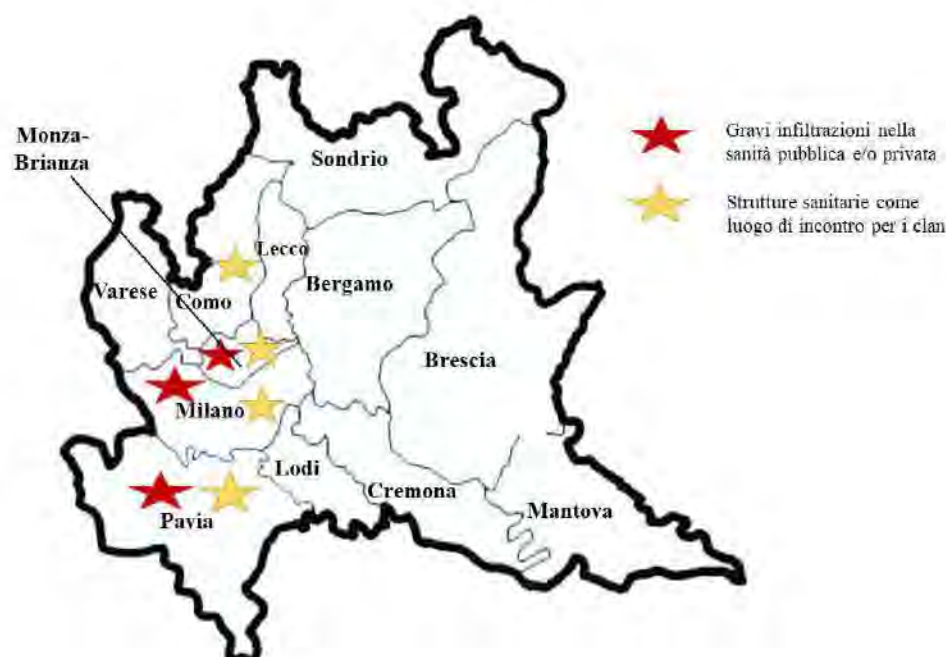 Monza-
Brianza
Sondrio
Lecco
Varese
Como
Bergamo
Brescia
Milano
Lodi
Cremona
Pavia
Mantova
Gravi infiltrazioni nella
sanità pubblica e/o privata
Strutture sanitarie come
luogo di incontro per i clan